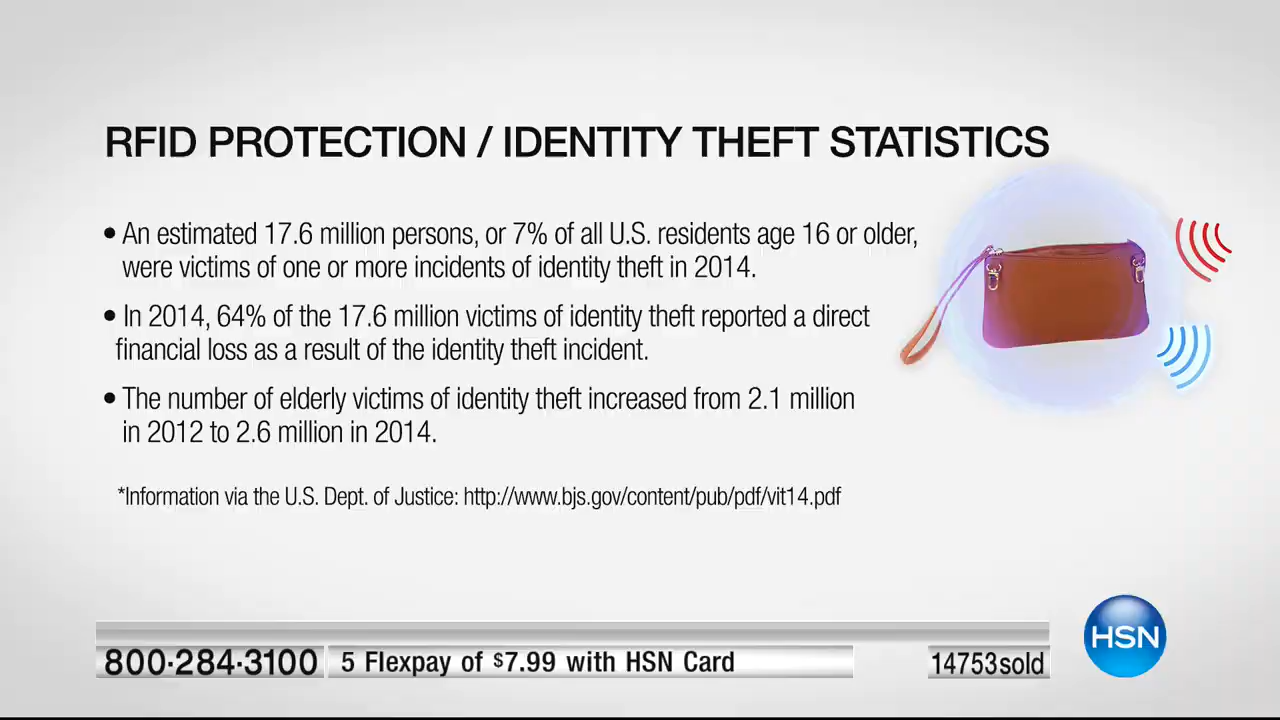 RFID PROTECTION / IDENTITY THEFT STATISTICS
• An estimated 17.6 million persons, or 7% of all U.S. residents age 16 or older,
were victims of one or more incidents of identity theft in 2014.
• In 2014, 64% of the 17.6 million victims of identity theft reported a direct
financial loss as a result of the identity theft incident.
• The number of elderly victims of identity theft increased from 2.1 million
in 2012 to 2.6 million in 2014.
*Information via the U.S. Dept. of Justice: http://www.bjs.gov/content/pub/pdf/vit14.pdf
800·284·3100 5 Flexpay of $7.99 with HSN Card 14753sold
HSN